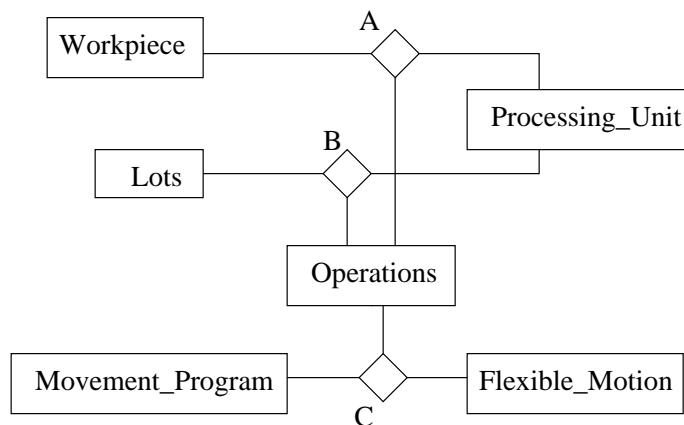 A
Workpiece
Processing_Unit
B
Lots
Operations
Movement_Program
Flexible_Motion
C